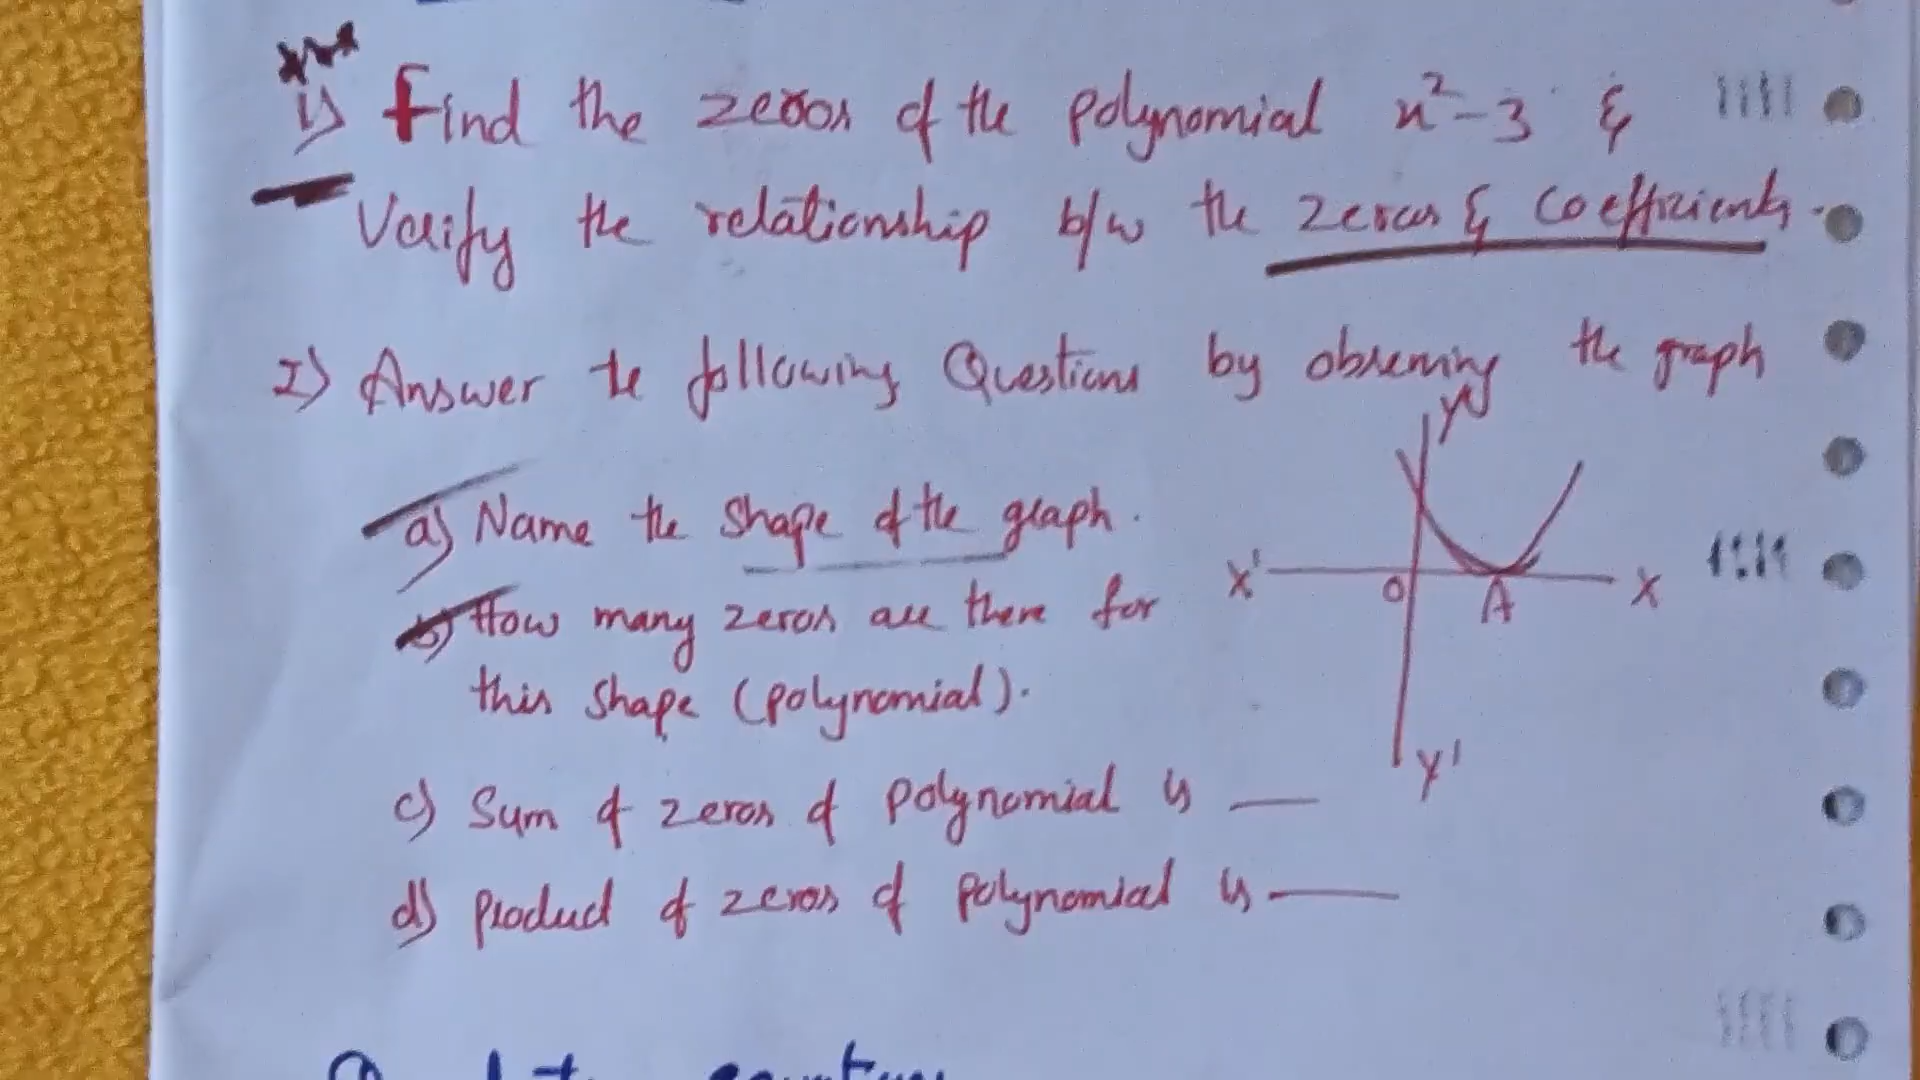 1) Find the zeros of the polynomial x²-3 &
Verify the relationship b/w the zeros & coefficients.
2) Answer the following Questions by observing the graph
a) Name the shape of the graph.
b) How many zeros are there for
this shape (polynomial).
c) Sum of zeros of polynomial is —
d) product of zeros of polynomial is —
Y
X' O A X
Y'